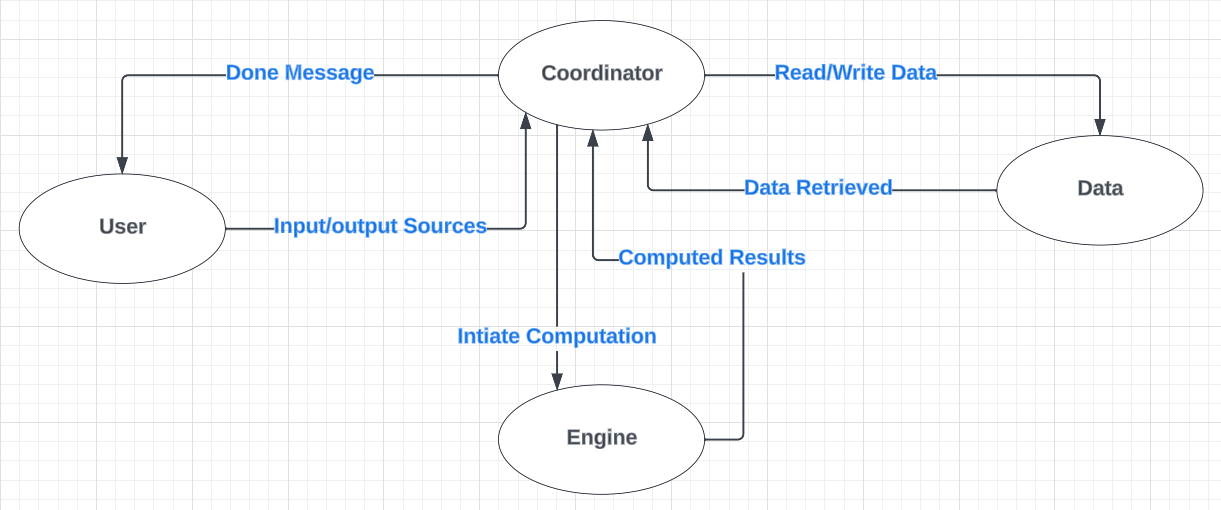 Done Message
Coordinator
Read/Write Data
Data Retrieved
Data
User
Input/output Sources
Computed Results
Intiate Computation
Engine